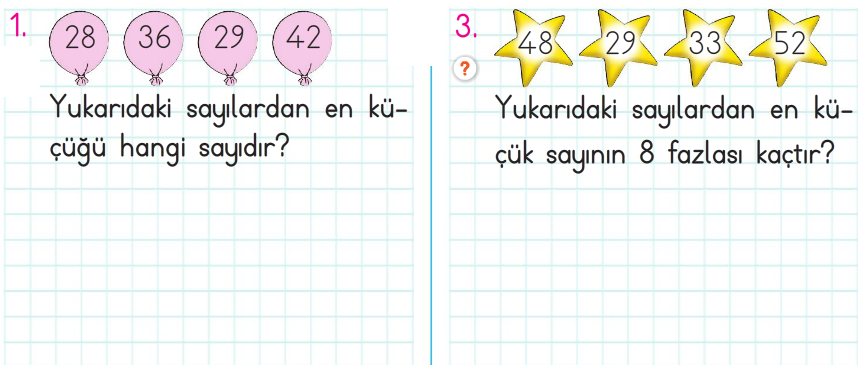 1.
28 36 29 42
Yukarıdaki sayılardan en kü-
çüğü hangi sayıdır?
3.
48 29 33 52
?
Yukarıdaki sayılardan en kü-
çük sayının 8 fazlası kaçtır?